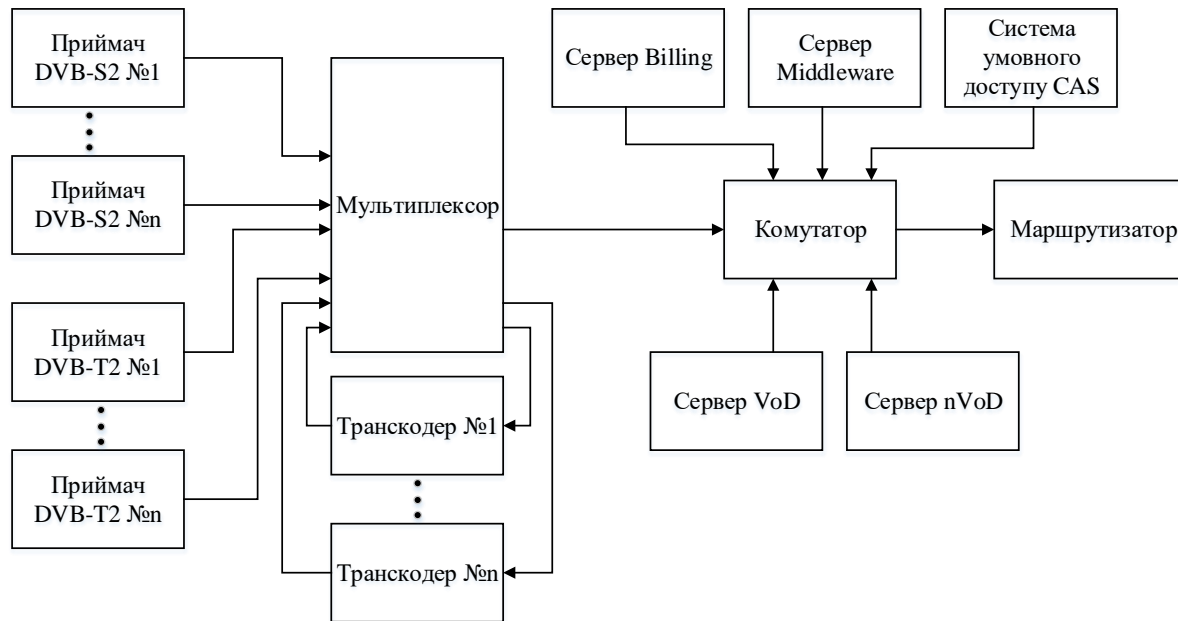 Приймач
DVB-S2 №1
Приймач
DVB-S2 №n
Приймач
DVB-T2 №1
Приймач
DVB-T2 №n
Мультиплексор
Транскодер №1
Транскодер №n
Сервер Billing
Сервер
Middleware
Система
умовного
доступу CAS
Комутатор
Маршрутизатор
Сервер VoD
Сервер nVoD